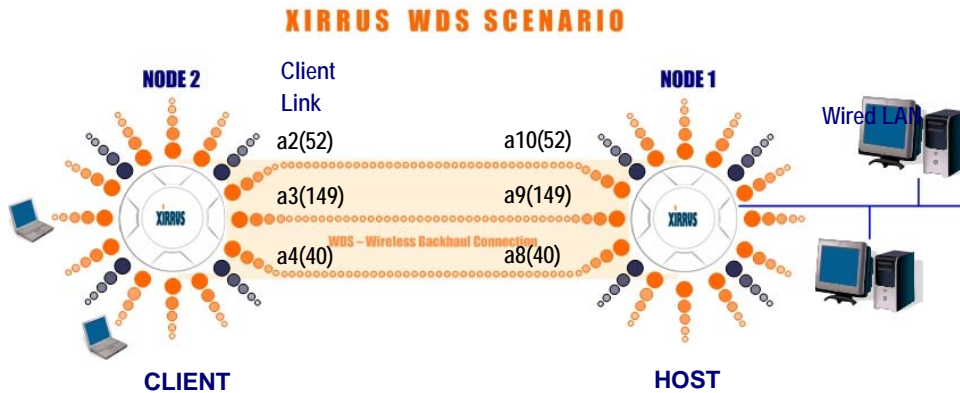 XIRRUS WDS SCENARIO
NODE 2
Client
Link
NODE 1
Wired LAN
a2(52)
a10(52)
a3(149)
a9(149)
XIRRUS
XIRRUS
WDS – Wireless Backhaul Connection
a4(40)
a8(40)
CLIENT
HOST